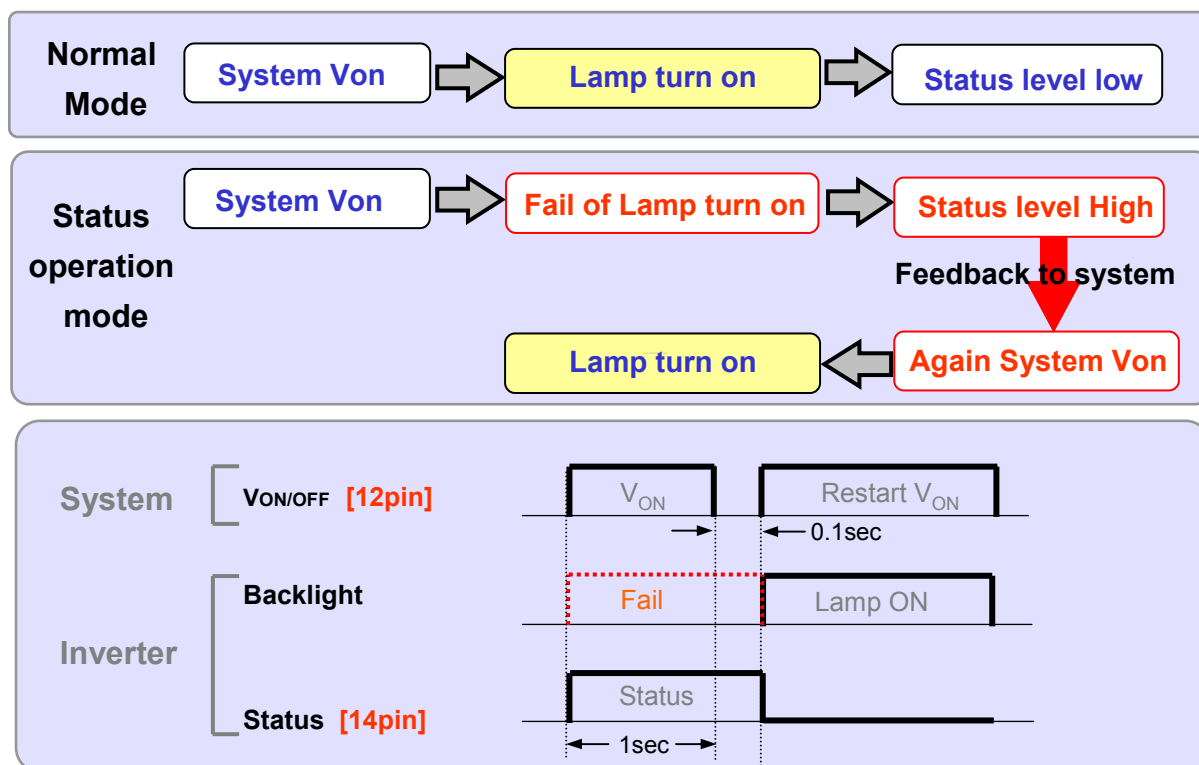 Normal
Mode
System Von
Lamp turn on
Status level low
Status
operation
mode
System Von
Fail of Lamp turn on
Status level High
Feedback to system
Lamp turn on
Again System Von
System
VON/OFF [12pin]
VON
Restart VON
0.1sec
Inverter
Backlight
Fail
Lamp ON
Status [14pin]
Status
1sec